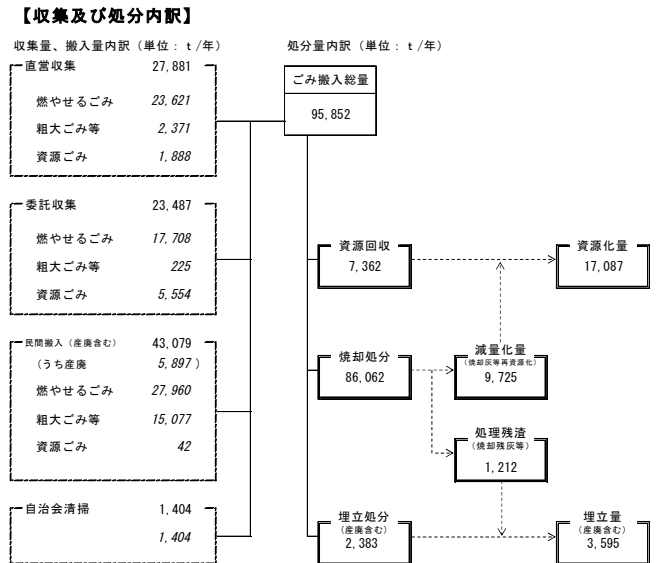 【収集及び処分内訳】
収集量、搬入量内訳（単位：ｔ/年）
処分量内訳（単位：ｔ/年）
直営収集 27,881
燃やせるごみ 23,621
粗大ごみ等 2,371
資源ごみ 1,888
ごみ搬入総量
95,852
委託収集 23,487
燃やせるごみ 17,708
粗大ごみ等 225
資源ごみ 5,554
資源回収
7,362
資源化量
17,087
民間搬入（産廃含む） 43,079
（うち産廃 5,897）
燃やせるごみ 27,960
粗大ごみ等 15,077
資源ごみ 42
焼却処分
86,062
減量化量
（焼却灰等再資源化）
9,725
処理残渣
（焼却残灰等）
1,212
自治会清掃 1,404
1,404
埋立処分
（産廃含む）
2,383
埋立量
（産廃含む）
3,595